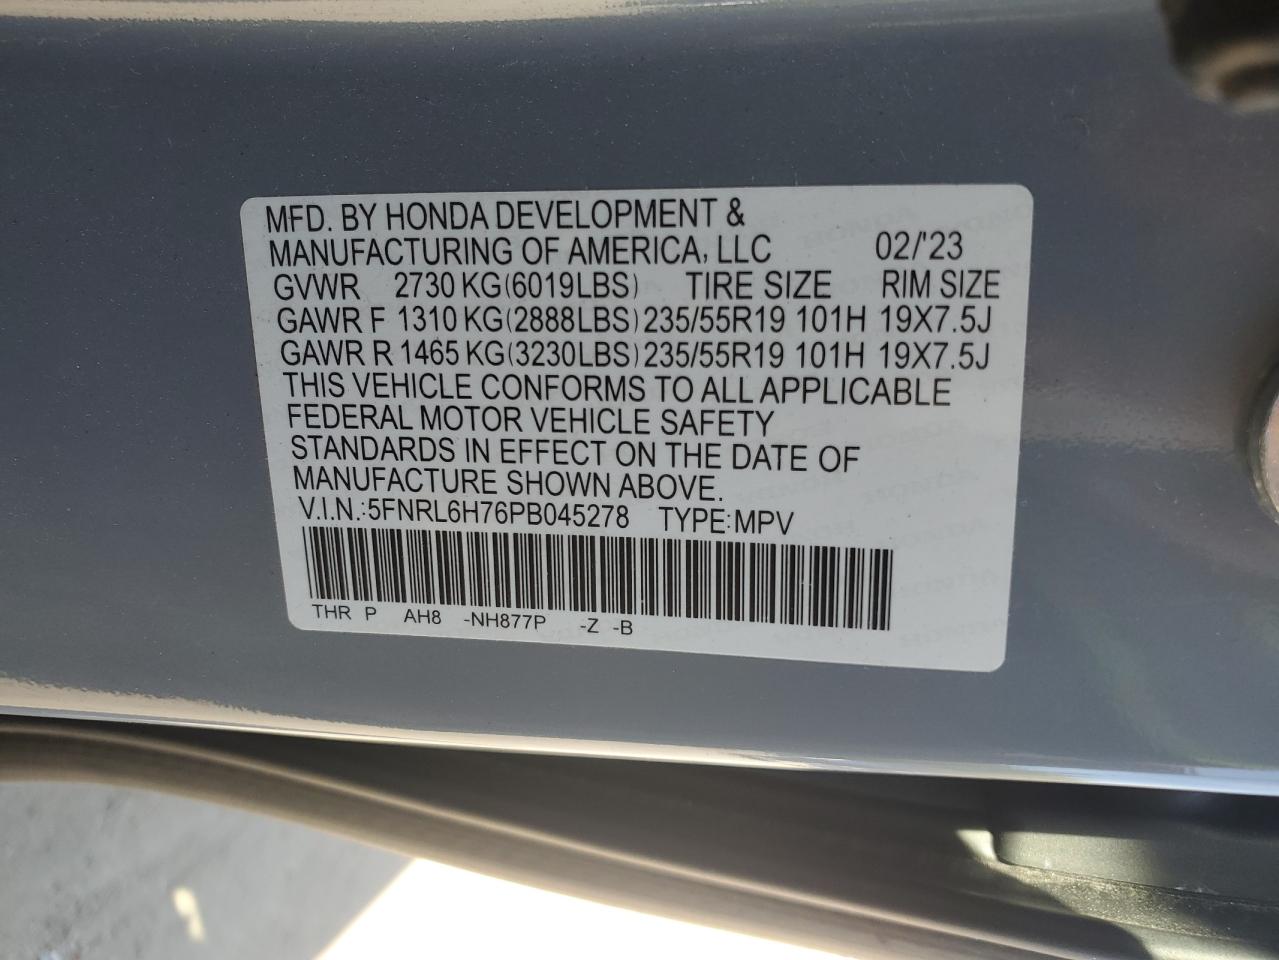 MFD. BY HONDA DEVELOPMENT &
MANUFACTURING OF AMERICA, LLC 02/'23
GVWR 2730 KG(6019LBS) TIRE SIZE RIM SIZE
GAWR F 1310 KG(2888LBS) 235/55R19 101H 19X7.5J
GAWR R 1465 KG(3230LBS) 235/55R19 101H 19X7.5J
THIS VEHICLE CONFORMS TO ALL APPLICABLE
FEDERAL MOTOR VEHICLE SAFETY
STANDARDS IN EFFECT ON THE DATE OF
MANUFACTURE SHOWN ABOVE.
V.I.N.:5FNRL6H76PB045278 TYPE:MPV
THR P AH8 -NH877P -Z -B